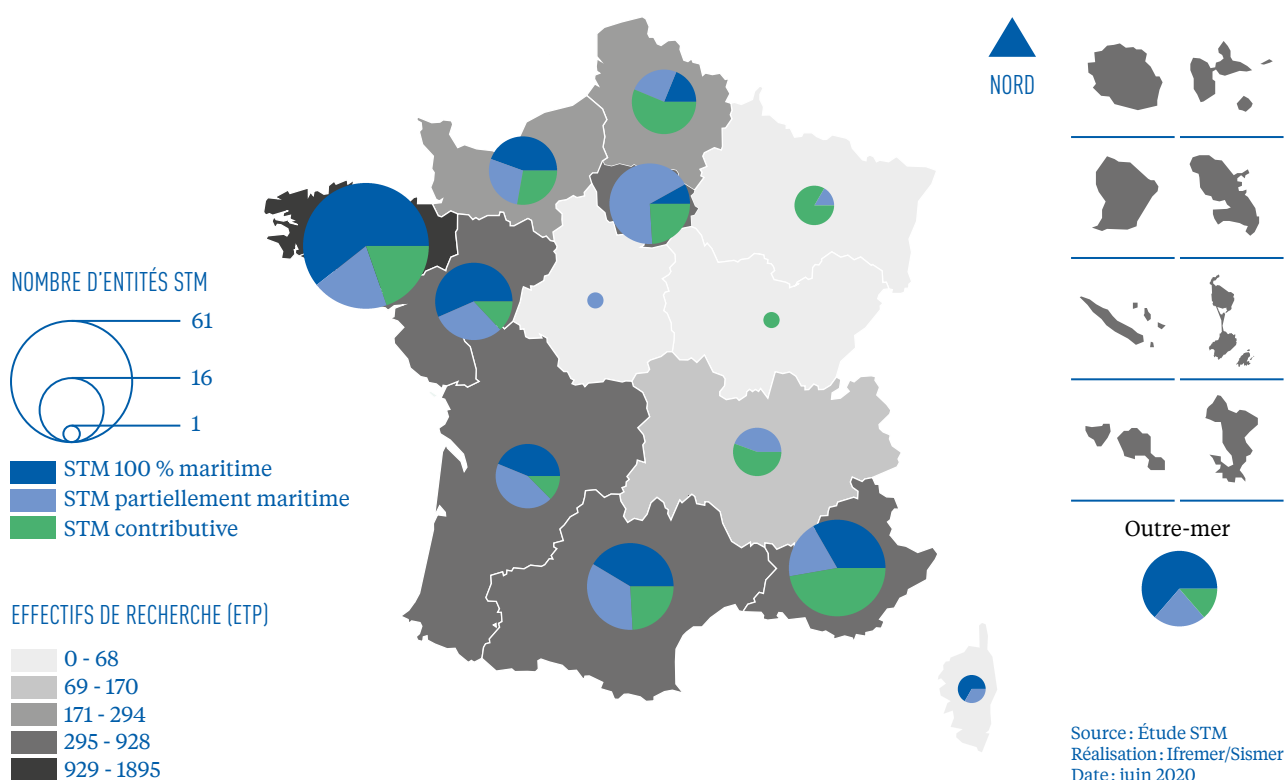 NORD
NOMBRE D'ENTITÉS STM
61
16
1
STM 100 % maritime
STM partiellement maritime
STM contributive
EFFECTIFS DE RECHERCHE (ETP)
0 - 68
69 - 170
171 - 294
295 - 928
929 - 1895
Outre-mer
Source : Étude STM
Réalisation : Ifremer/Sismer
Date : juin 2020